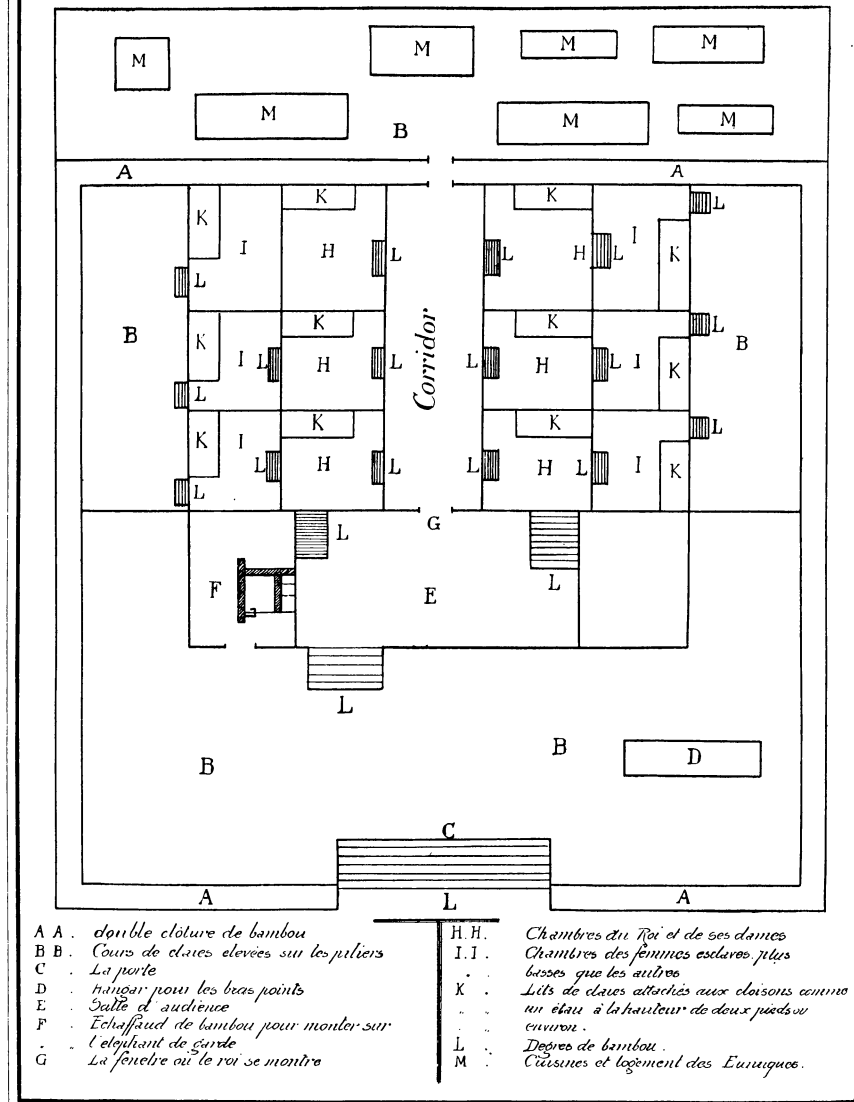 M M M M
M M M
B
A A
K K K K L
I H L L H L I K
L
B K K K K L B
I L H L L H L I K
L
K K K K L
I L H L L H L I K
L
Corridor
G
L L
F E
L
B B D
C
A L A
A A . double clôture de bambou
B B . Cours de claies elevées sur les piliers
C . La porte
D hangar pour les bras points
E . Salle d'audience
F . Echaffaud de bambou pour monter sur
. „ l'elephant de garde
G La fenetre où le roi se montre
H.H. Chambres du Roi et de ses dames
I.I . Chambres des femmes esclaves, plus
„ . basses que les autres
K . Lits de claies attachés aux cloisons comme
„ „ un étau à la hauteur de deux pieds ou
„ . environ .
L . Degres de bambou .
M . Cuisines et logement des Eunuques.